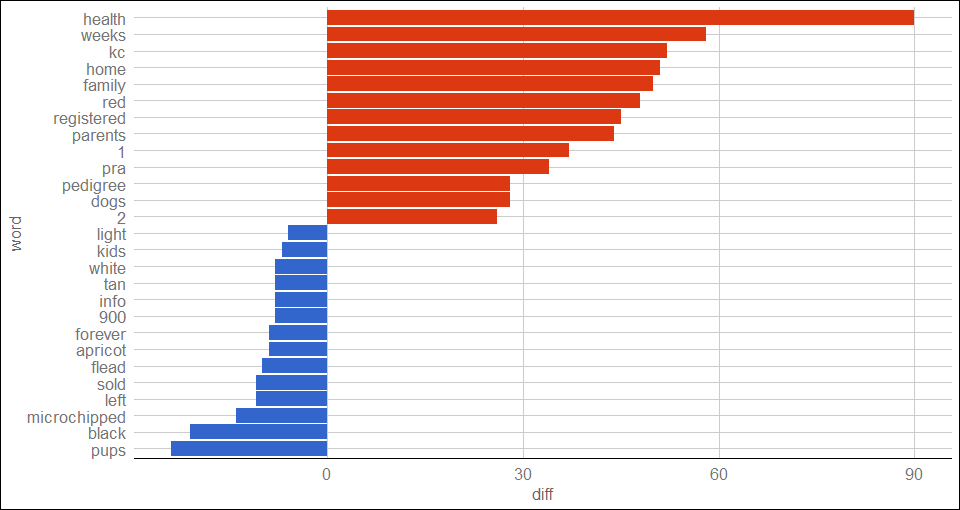 health
weeks
kc
home
family
red
registered
parents
1
pra
pedigree
dogs
2
light
kids
white
tan
info
900
forever
apricot
flead
sold
left
microchipped
black
pups
word
0 30 60 90
diff